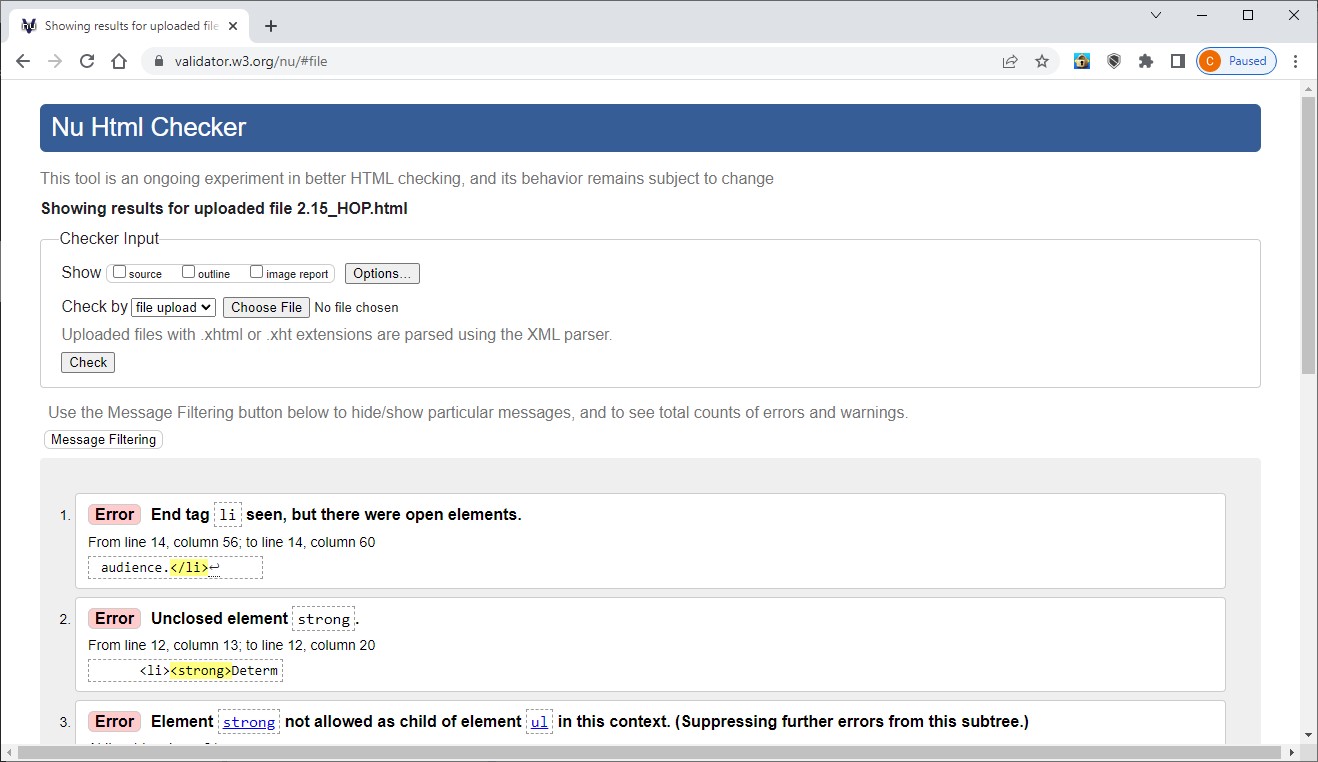 Showing results for uploaded file
validator.w3.org/nu/#file
C Paused
Nu Html Checker
This tool is an ongoing experiment in better HTML checking, and its behavior remains subject to change
Showing results for uploaded file 2.15_HOP.html
Checker Input
Show source outline image report Options...
Check by file upload Choose File No file chosen
Uploaded files with .xhtml or .xht extensions are parsed using the XML parser.
Check
Use the Message Filtering button below to hide/show particular messages, and to see total counts of errors and warnings.
Message Filtering
1. Error End tag li seen, but there were open elements.
From line 14, column 56; to line 14, column 60
audience.</li>↩
2. Error Unclosed element strong.
From line 12, column 13; to line 12, column 20
<li><strong>Determ
3. Error Element strong not allowed as child of element ul in this context. (Suppressing further errors from this subtree.)